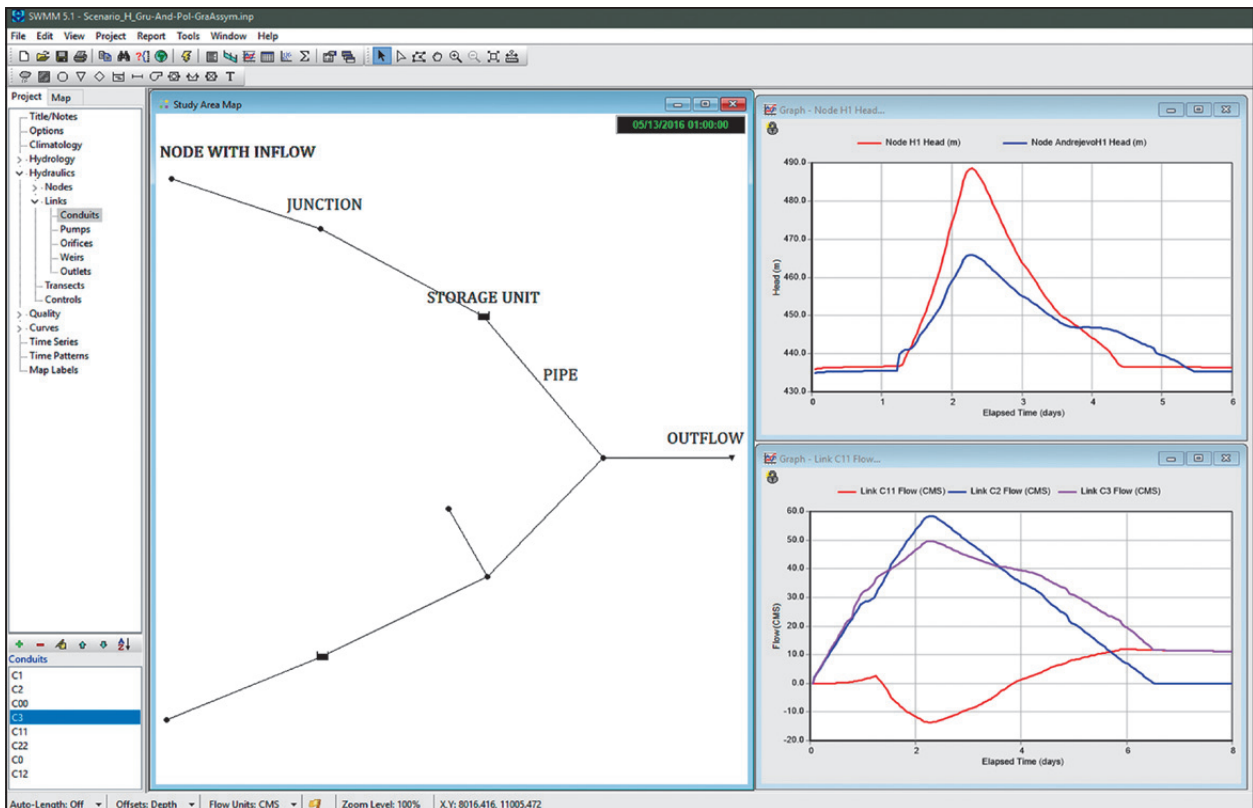 SWMM 5.1 - Scenario_H_Gru-And-Pol-GraAssym.inp
File Edit View Project Report Tools Window Help
Project Map
Title/Notes
Options
Climatology
Hydrology
Hydraulics
Nodes
Links
Conduits
Pumps
Orifices
Weirs
Outlets
Transects
Controls
Quality
Curves
Time Series
Time Patterns
Map Labels
Conduits
C1
C2
C00
C3
C11
C22
C0
C12
Study Area Map
05/13/2016 01:00:00
NODE WITH INFLOW
JUNCTION
STORAGE UNIT
PIPE
OUTFLOW
Graph - Node H1 Head...
Node H1 Head (m) Node AndrejevoH1 Head (m)
490.0
480.0
470.0
460.0
450.0
440.0
430.0
Head (m)
0 1 2 3 4 5 6
Elapsed Time (days)
Graph - Link C11 Flow...
Link C11 Flow (CMS) Link C2 Flow (CMS) Link C3 Flow (CMS)
60.0
50.0
40.0
30.0
20.0
10.0
0.0
-10.0
-20.0
Flow (CMS)
0 2 4 6 8
Elapsed Time (days)
Auto-Length: Off Offsets: Depth Flow Units: CMS Zoom Level: 100% X,Y: 8016.416, 11005.472